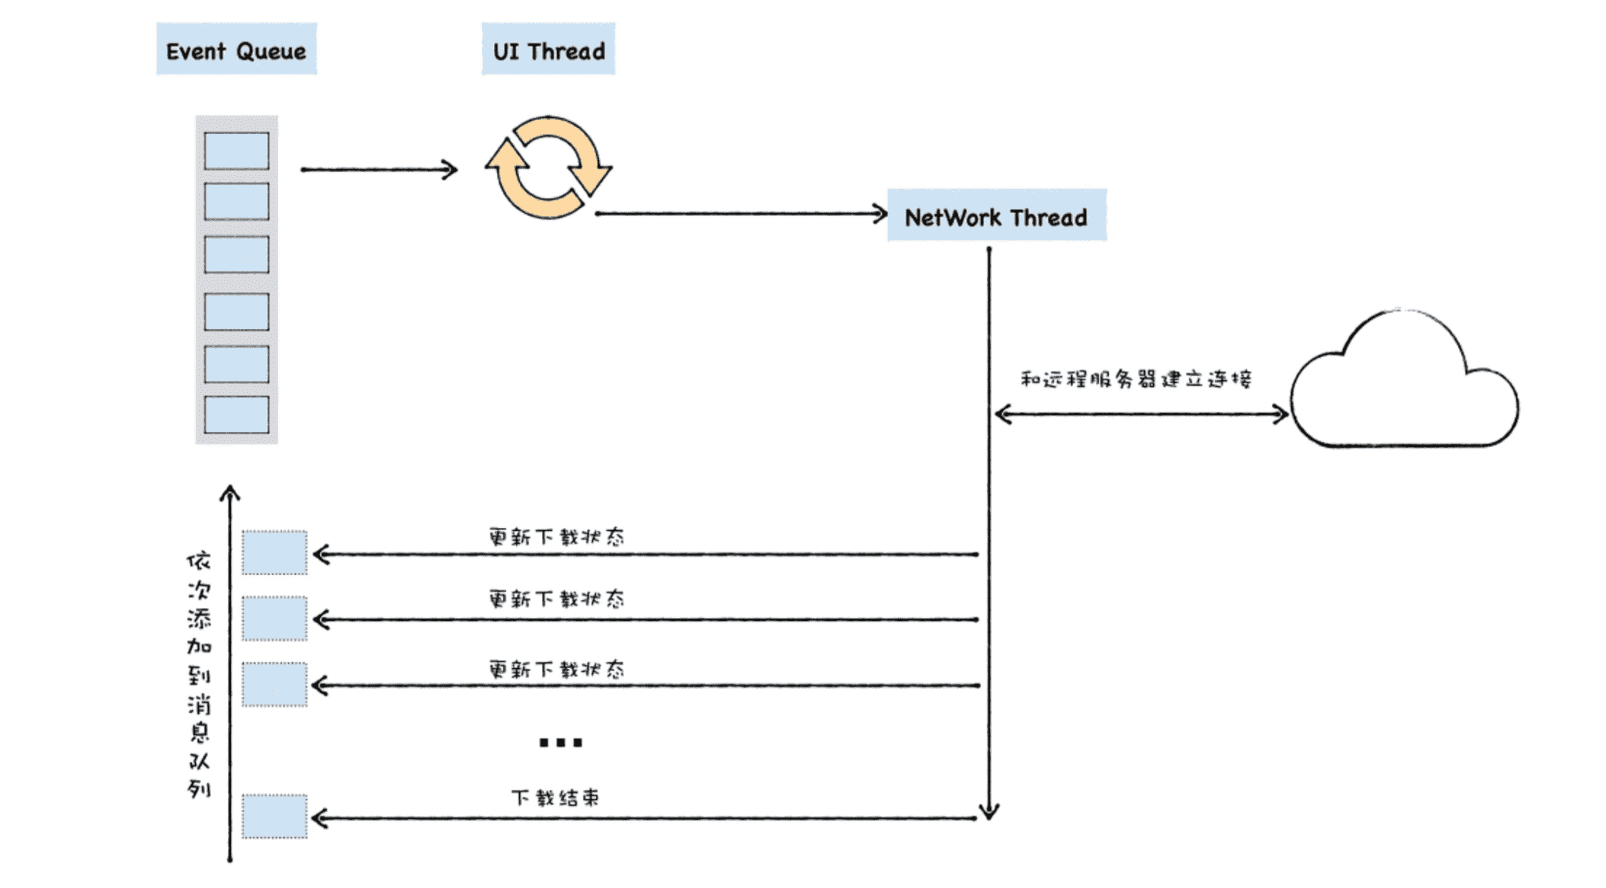 Event Queue
UI Thread
NetWork Thread
和远程服务器建立连接
更新下载状态
更新下载状态
更新下载状态
...
下载结束
依次添加到消息队列